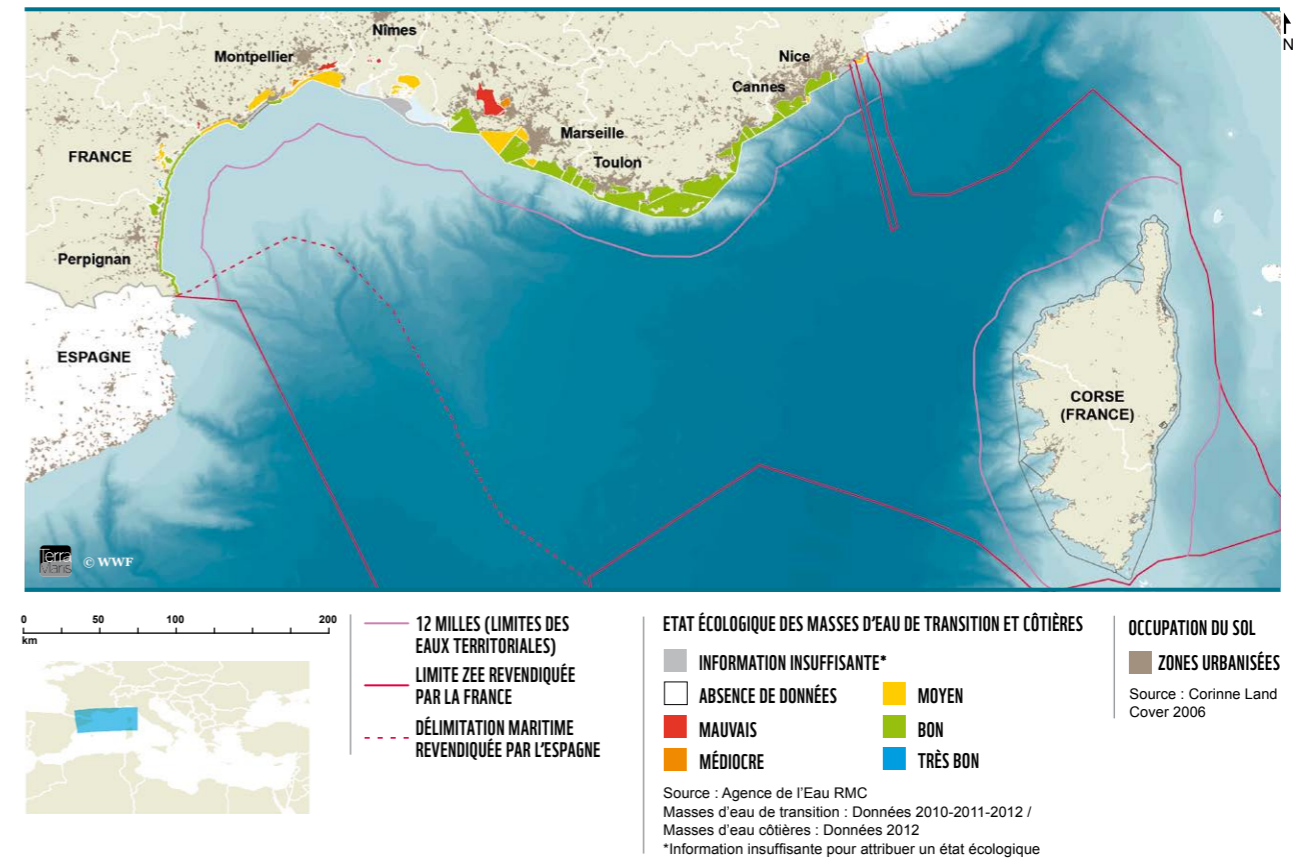 N
Nîmes
Montpellier
Nice
Cannes
Marseille
FRANCE
Toulon
Perpignan
ESPAGNE
CORSE
(FRANCE)
Terra
Maris
© WWF
0 50 100 200
km
12 MILLES (LIMITES DES
EAUX TERRITORIALES)
LIMITE ZEE REVENDIQUÉE
PAR LA FRANCE
DÉLIMITATION MARITIME
REVENDIQUÉE PAR L'ESPAGNE
ETAT ÉCOLOGIQUE DES MASSES D'EAU DE TRANSITION ET CÔTIÈRES
INFORMATION INSUFFISANTE*
ABSENCE DE DONNÉES
MAUVAIS
MÉDIOCRE
MOYEN
BON
TRÈS BON
Source : Agence de l'Eau RMC
Masses d'eau de transition : Données 2010-2011-2012 /
Masses d'eau côtières : Données 2012
*Information insuffisante pour attribuer un état écologique
OCCUPATION DU SOL
ZONES URBANISÉES
Source : Corinne Land
Cover 2006